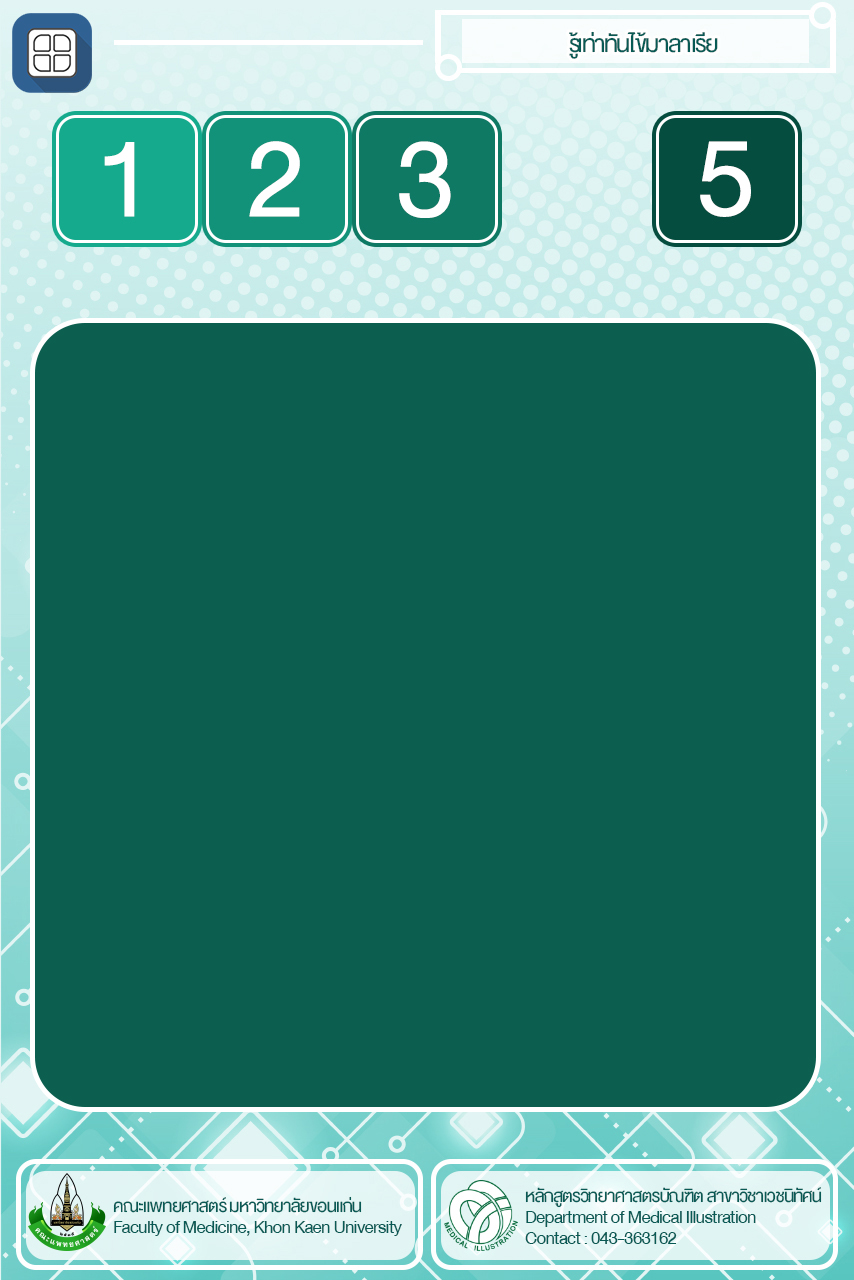 รู้เท่าทันไข้มาลาเรีย
1 2 3 5
คณะแพทยศาสตร์ มหาวิทยาลัยขอนแก่น
Faculty of Medicine, Khon Kaen University
คณะแพทยศาสตร์
หลักสูตรวิทยาศาสตรบัณฑิต สาขาวิชาเวชนิทัศน์
Department of Medical Illustration
Contact : 043-363162
MEDICAL ILLUSTRATION